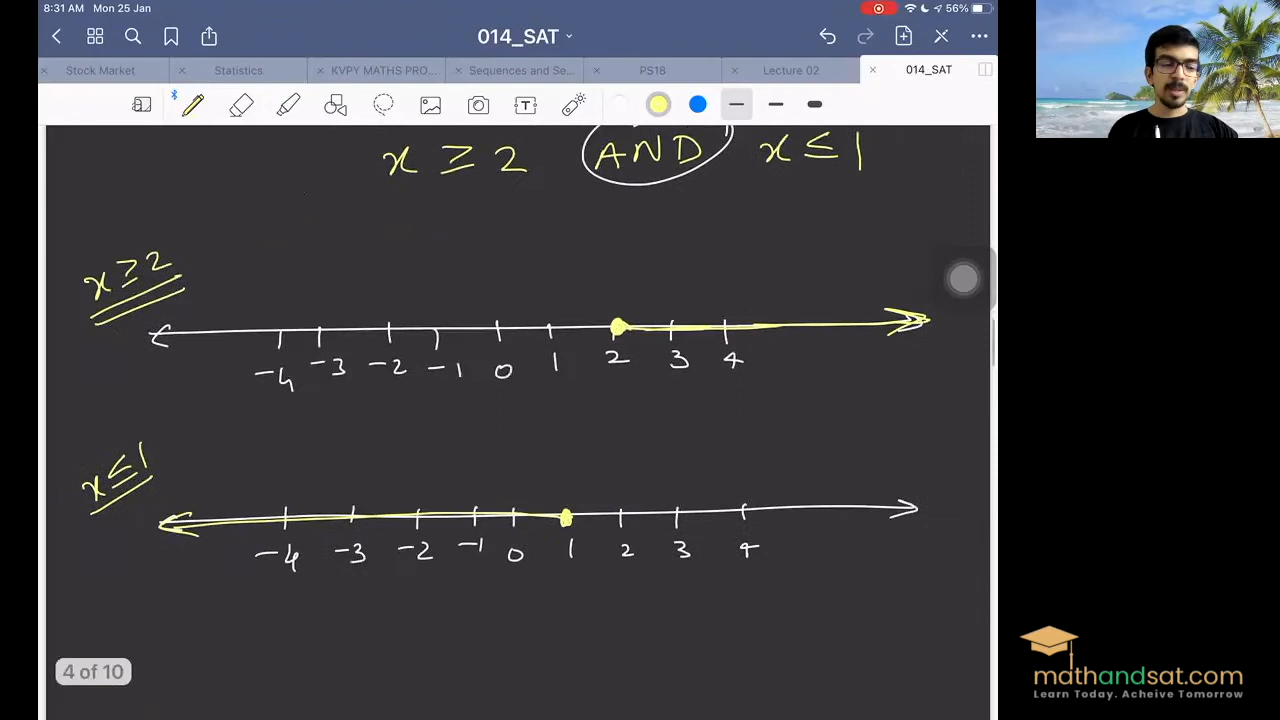 8:31 AM Mon 25 Jan 56%
014_SAT
Stock Market Statistics KVPY MATHS PRO... Sequences and Se... PS18 Lecture 02 014_SAT
x ≥ 2 AND x ≤ 1
x ≥ 2
-4 -3 -2 -1 0 1 2 3 4
x ≤ 1
-4 -3 -2 -1 0 1 2 3 4
4 of 10
mathandsat.com
Learn Today. Acheive Tomorrow